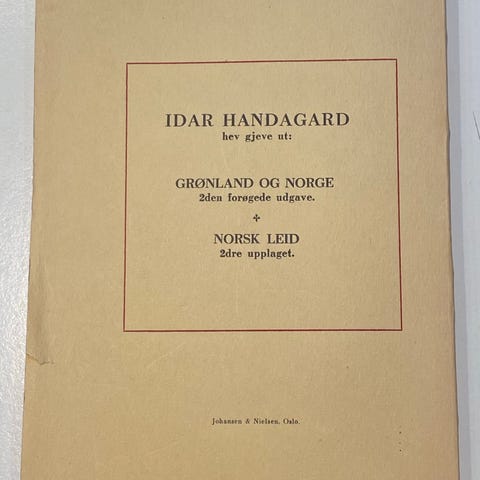 IDAR HANDAGARD
hev gjeve ut:
GRØNLAND OG NORGE
2den forøgede udgave.
NORSK LEID
2dre upplaget.
Johansen & Nielsen, Oslo.